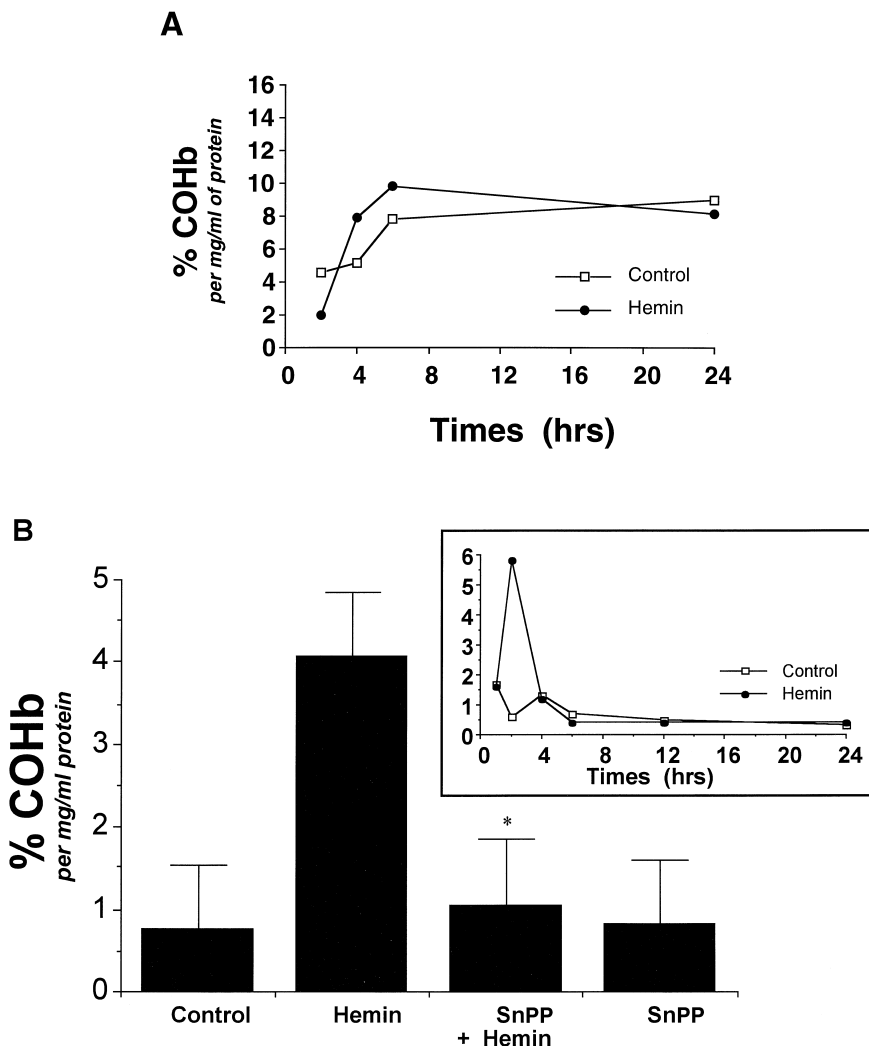 A
16
14
12
10
8
6
4
2
0
% COHb
per mg/ml of protein
Control
Hemin
0 4 8 12 16 20 24
Times (hrs)
B
5
4
3
2
1
0
% COHb
per mg/ml protein
6
5
4
3
2
1
0
Control
Hemin
0 4 8 12 16 20 24
Times (hrs)
*
Control Hemin SnPP SnPP
+ Hemin